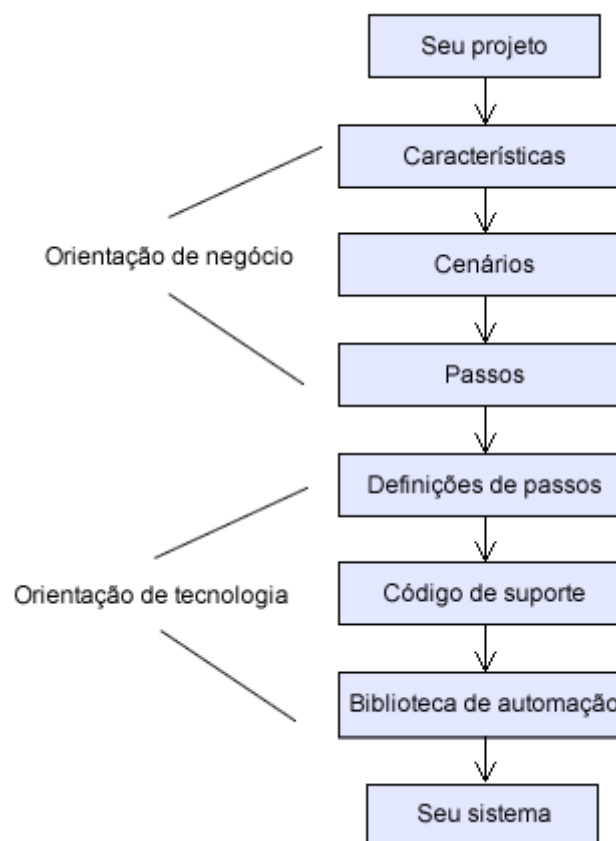 Seu projeto
Características
Orientação de negócio
Cenários
Passos
Definições de passos
Orientação de tecnologia
Código de suporte
Biblioteca de automação
Seu sistema